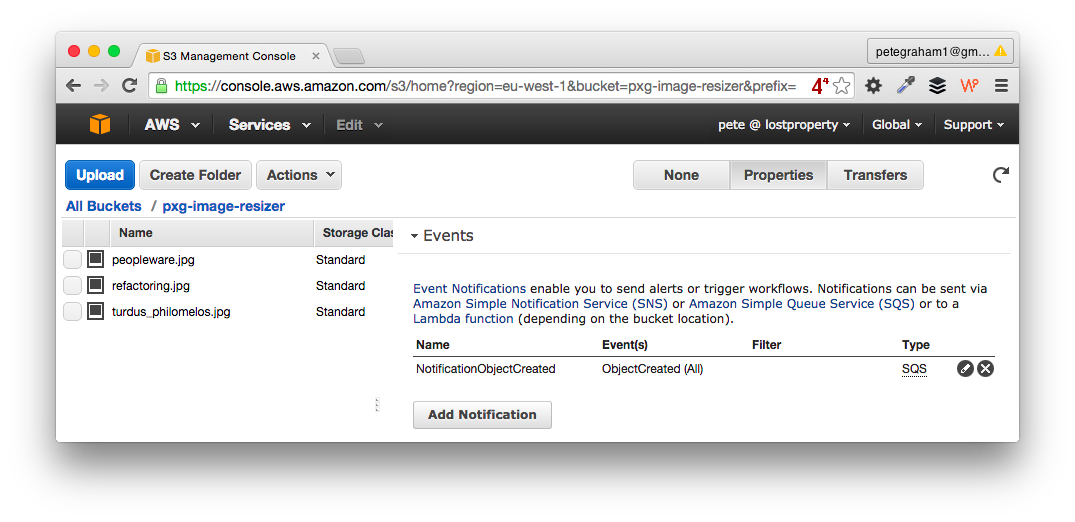 S3 Management Console
petegraham1@gm...
https://console.aws.amazon.com/s3/home?region=eu-west-1&bucket=pxg-image-resizer&prefix=
AWS Services Edit pete @ lostproperty Global Support
Upload Create Folder Actions None Properties Transfers
All Buckets / pxg-image-resizer
Name Storage Clas
peopleware.jpg Standard
refactoring.jpg Standard
turdus_philomelos.jpg Standard
Events
Event Notifications enable you to send alerts or trigger workflows. Notifications can be sent via
Amazon Simple Notification Service (SNS) or Amazon Simple Queue Service (SQS) or to a
Lambda function (depending on the bucket location).
Name Event(s) Filter Type
NotificationObjectCreated ObjectCreated (All) SQS
Add Notification